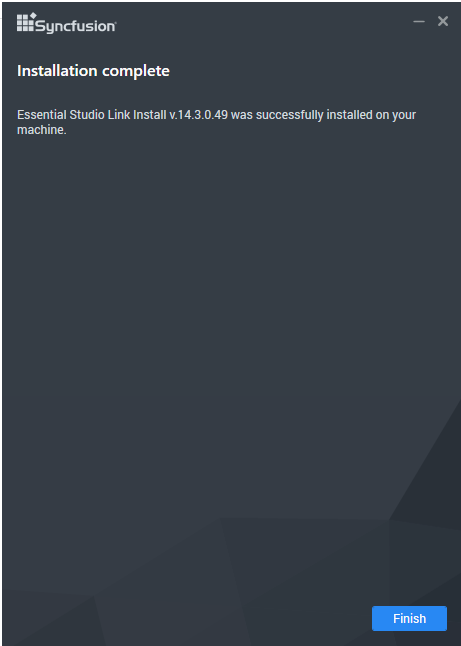 Syncfusion
Installation complete
Essential Studio Link Install v.14.3.0.49 was successfully installed on your
machine.
Finish